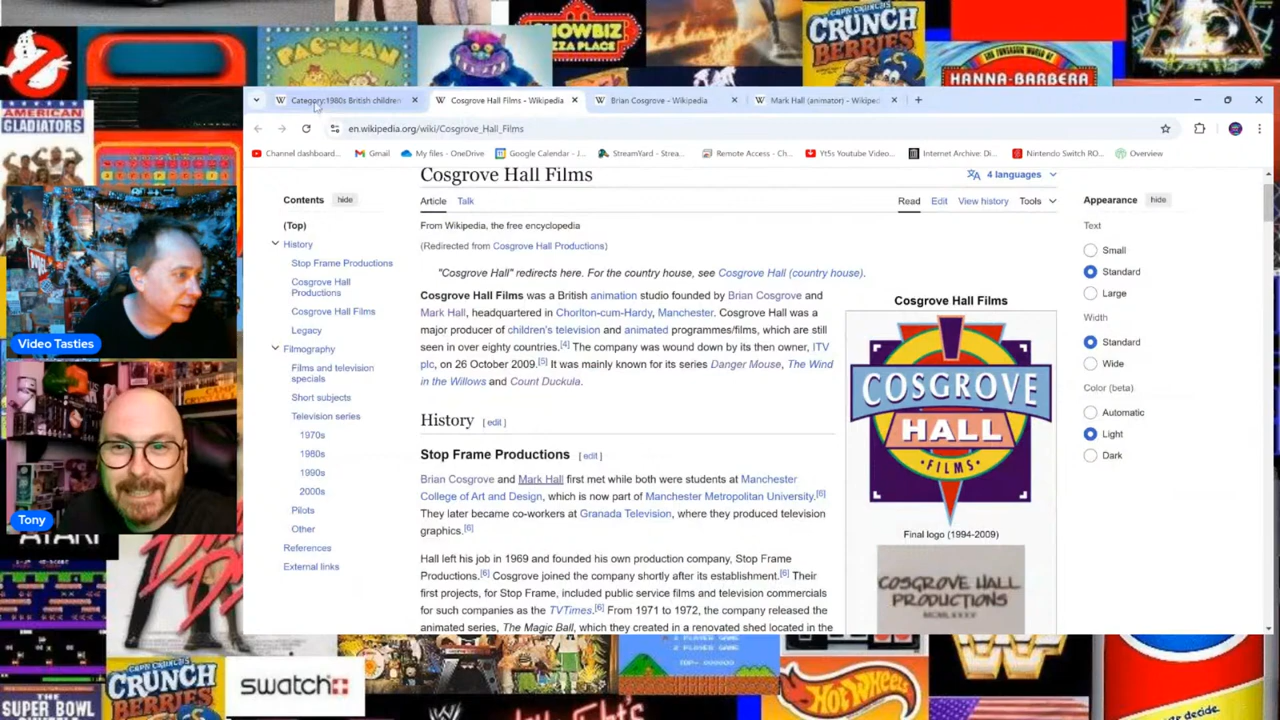 SHOWBIZ
PIZZA PLACE
CRUNCH
BERRIES
PAC-MAN
THE FUNTASTIC WORLD OF
HANNA-BARBERA
AMERICAN
GLADIATORS
Category:1980s British children
Cosgrove Hall Films - Wikipedia
Brian Cosgrove - Wikipedia
Mark Hall (animator) - Wikiped
en.wikipedia.org/wiki/Cosgrove_Hall_Films
Channel dashboard...
Gmail
My files - OneDrive
Google Calendar - J...
StreamYard - Strea...
Remote Access - Ch...
Yt5s Youtube Video...
Internet Archive: Di...
Nintendo Switch RO...
Overview
Cosgrove Hall Films
4 languages
Contents hide
Article Talk
Read Edit View history Tools
Appearance hide
(Top)
History
Stop Frame Productions
Cosgrove Hall
Productions
Cosgrove Hall Films
Legacy
Filmography
Films and television
specials
Short subjects
Television series
1970s
1980s
1990s
2000s
Pilots
Other
References
External links
From Wikipedia, the free encyclopedia
(Redirected from Cosgrove Hall Productions)
"Cosgrove Hall" redirects here. For the country house, see Cosgrove Hall (country house).
Cosgrove Hall Films was a British animation studio founded by Brian Cosgrove and
Mark Hall, headquartered in Chorlton-cum-Hardy, Manchester. Cosgrove Hall was a
major producer of children's television and animated programmes/films, which are still
seen in over eighty countries.[4] The company was wound down by its then owner, ITV
plc, on 26 October 2009.[5] It was mainly known for its series Danger Mouse, The Wind
in the Willows and Count Duckula.
History [ edit ]
Stop Frame Productions [ edit ]
Brian Cosgrove and Mark Hall first met while both were students at Manchester
College of Art and Design, which is now part of Manchester Metropolitan University.[6]
They later became co-workers at Granada Television, where they produced television
graphics.[6]
Hall left his job in 1969 and founded his own production company, Stop Frame
Productions.[6] Cosgrove joined the company shortly after its establishment.[6] Their
first projects, for Stop Frame, included public service films and television commercials
for such companies as the TVTimes.[6] From 1971 to 1972, the company released the
animated series, The Magic Ball, which they created in a renovated shed located in the
Cosgrove Hall Films
COSGROVE
HALL
FILMS
Final logo (1994-2009)
COSGROVE HALL
PRODUCTIONS
Text
Small
Standard
Large
Width
Standard
Wide
Color (beta)
Automatic
Light
Dark
Video Tasties
Tony
ATARI
CRUNCH
BERRIES
THE
SUPER BOWL
swatch
HOT WHEELS
decide.